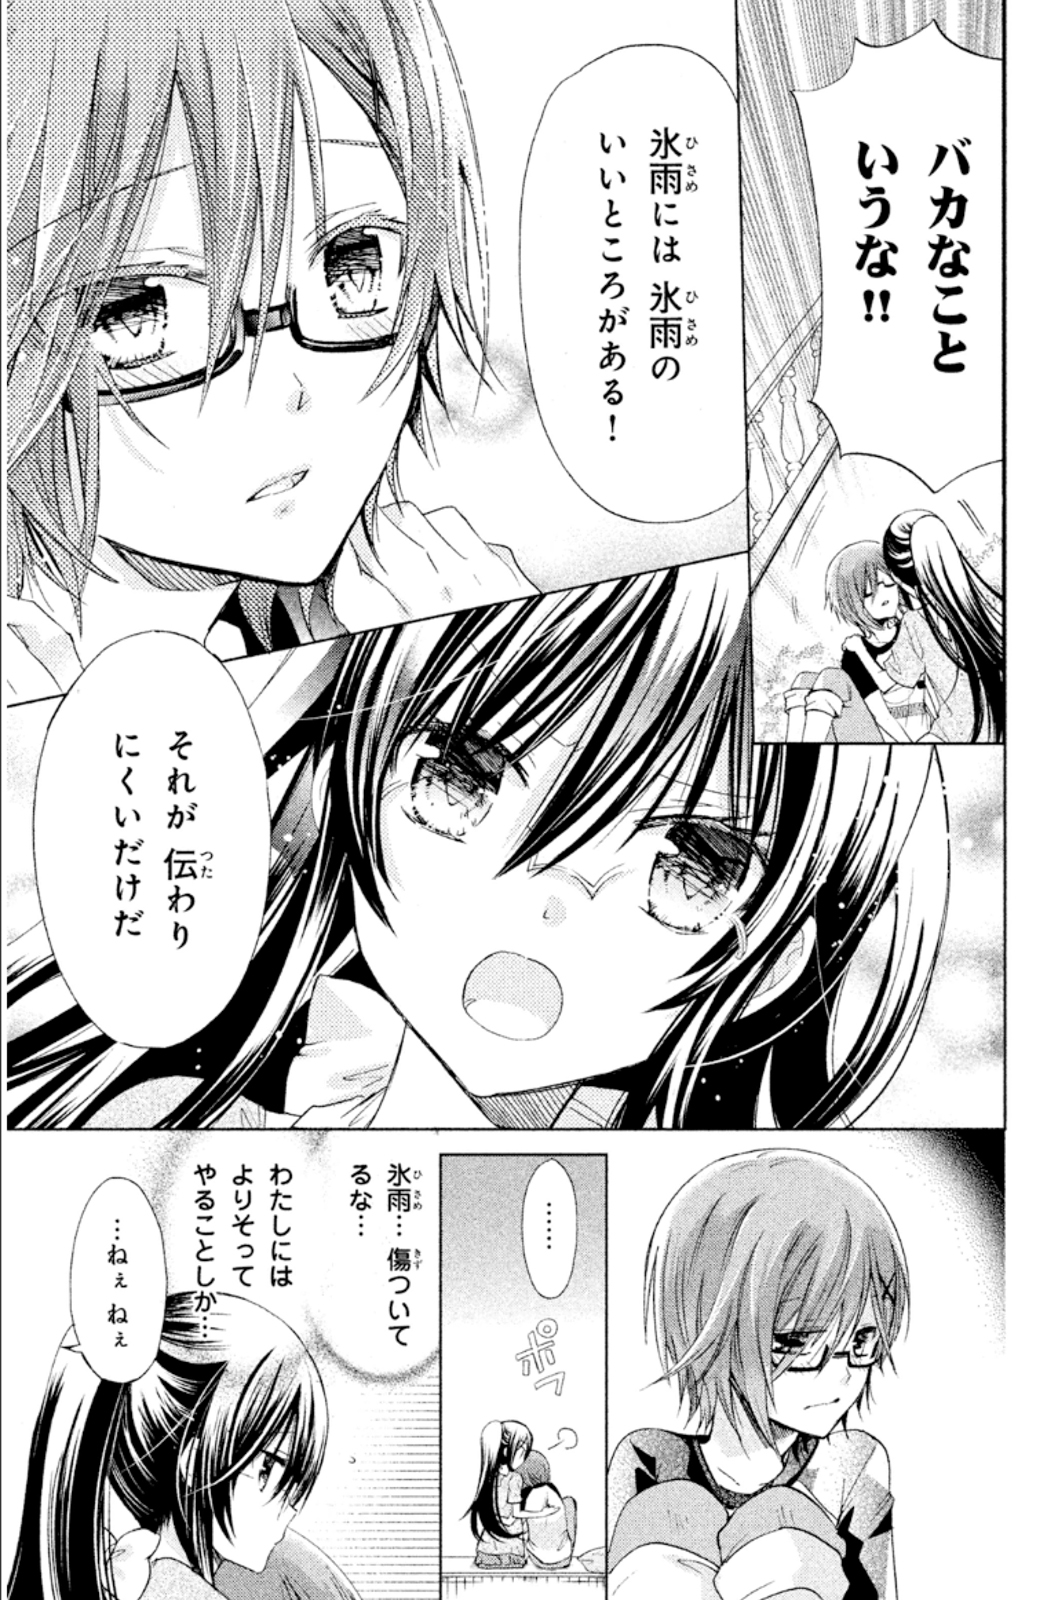 バカなこと
いうな!!
氷雨には 氷雨の
いいところがある!
それが 伝わり
にくいだけだ
……
ポフ
氷雨… 傷ついて
るな…
わたしには
よりそって
やることしか…
…ねぇ ねぇ